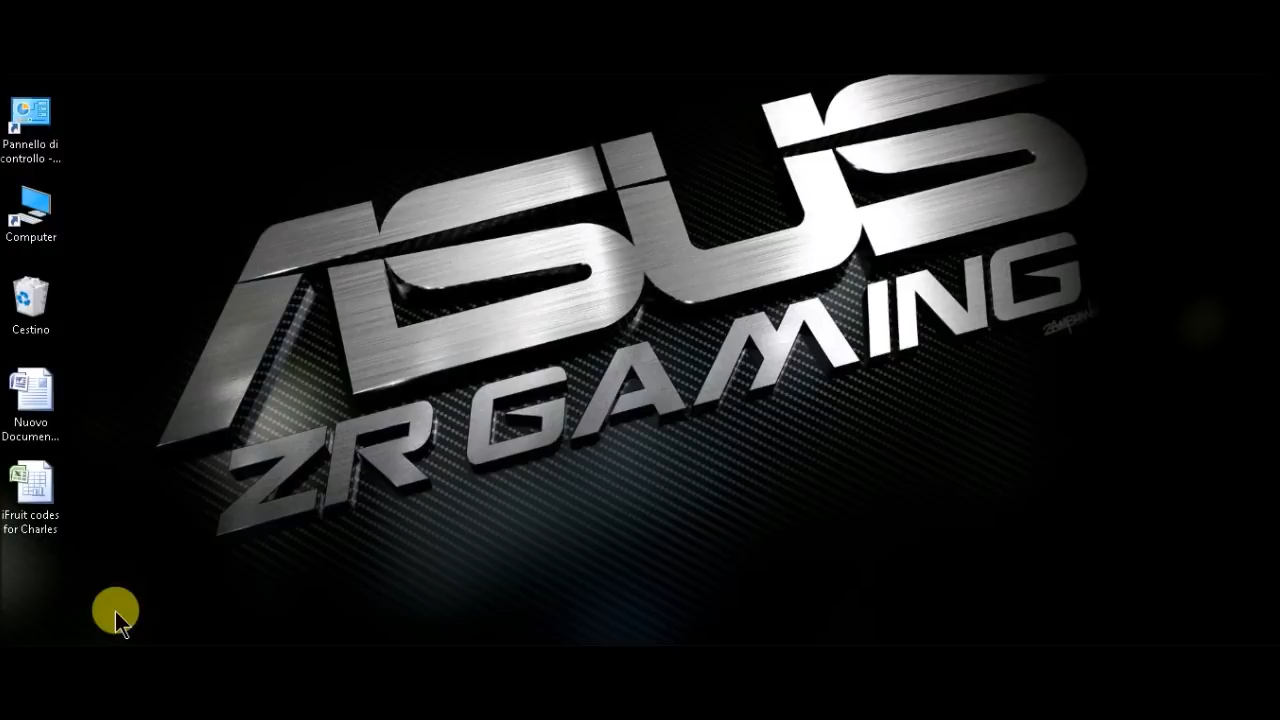 Pannello di
controllo -...
Computer
Cestino
Nuovo
Documen...
iFruit codes
for Charles
ASUS
ZR GAMING